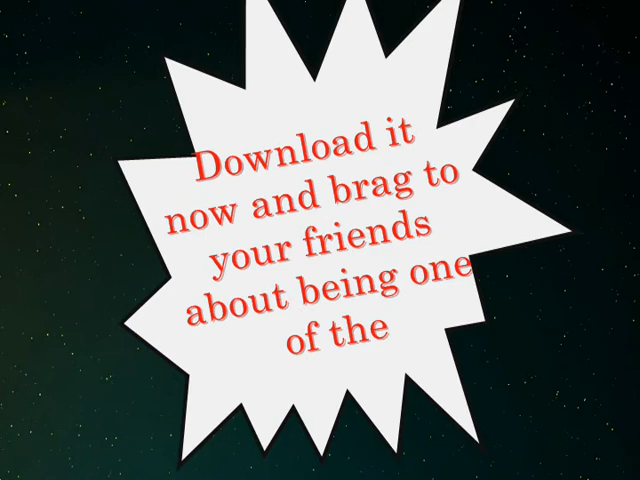 Download it
now and brag to
your friends
about being one
of the